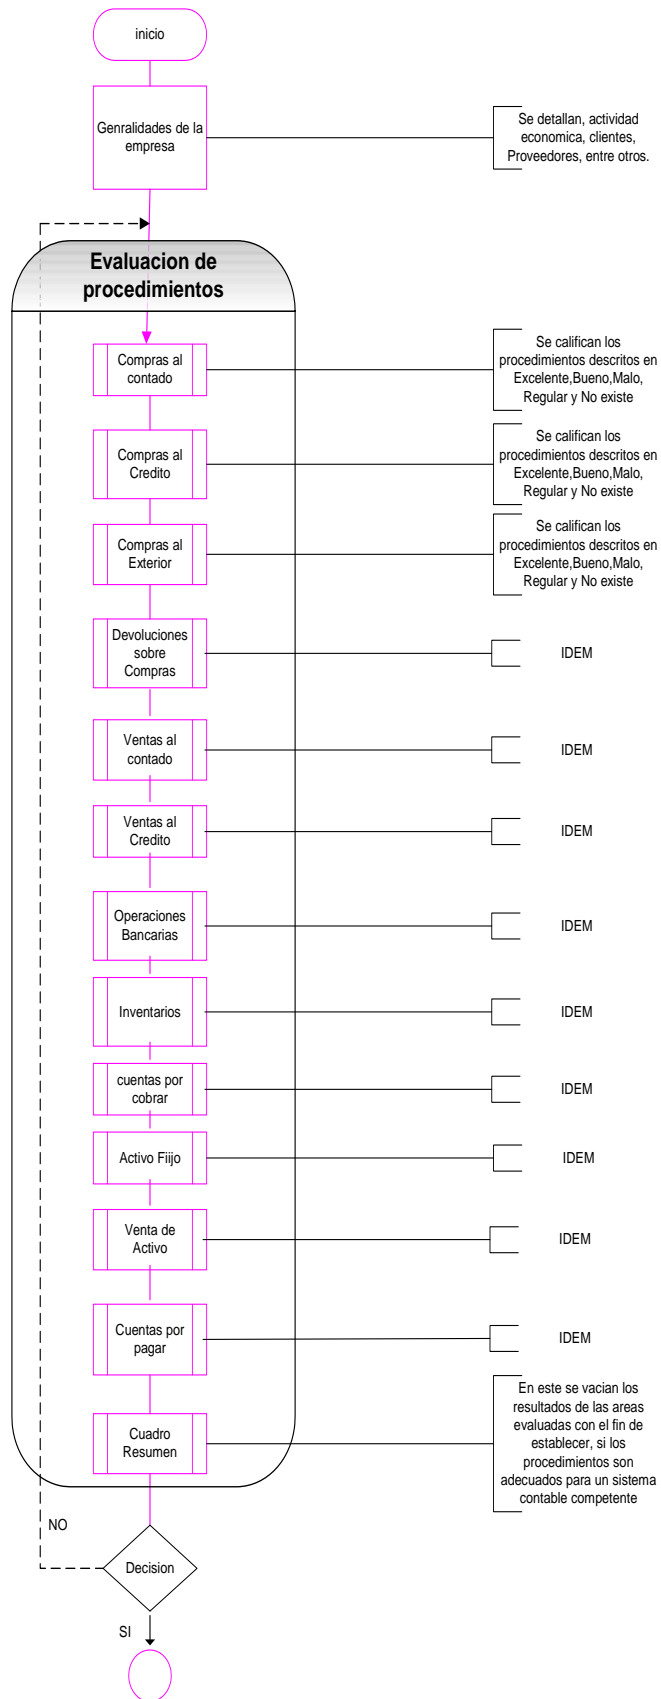 inicio
Genralidades de la
empresa
Se detallan, actividad
economica, clientes,
Proveedores, entre otros.
Evaluacion de
procedimientos
Compras al
contado
Se califican los
procedimientos descritos en
Excelente,Bueno,Malo,
Regular y No existe
Compras al
Credito
Se califican los
procedimientos descritos en
Excelente,Bueno,Malo,
Regular y No existe
Compras al
Exterior
Se califican los
procedimientos descritos en
Excelente,Bueno,Malo,
Regular y No existe
Devoluciones
sobre
Compras
IDEM
Ventas al
contado
IDEM
Ventas al
Credito
IDEM
Operaciones
Bancarias
IDEM
Inventarios
IDEM
cuentas por
cobrar
IDEM
Activo Fiijo
IDEM
Venta de
Activo
IDEM
Cuentas por
pagar
IDEM
Cuadro
Resumen
En este se vacian los
resultados de las areas
evaluadas con el fin de
establecer, si los
procedimientos son
adecuados para un sistema
contable competente
NO
Decision
SI